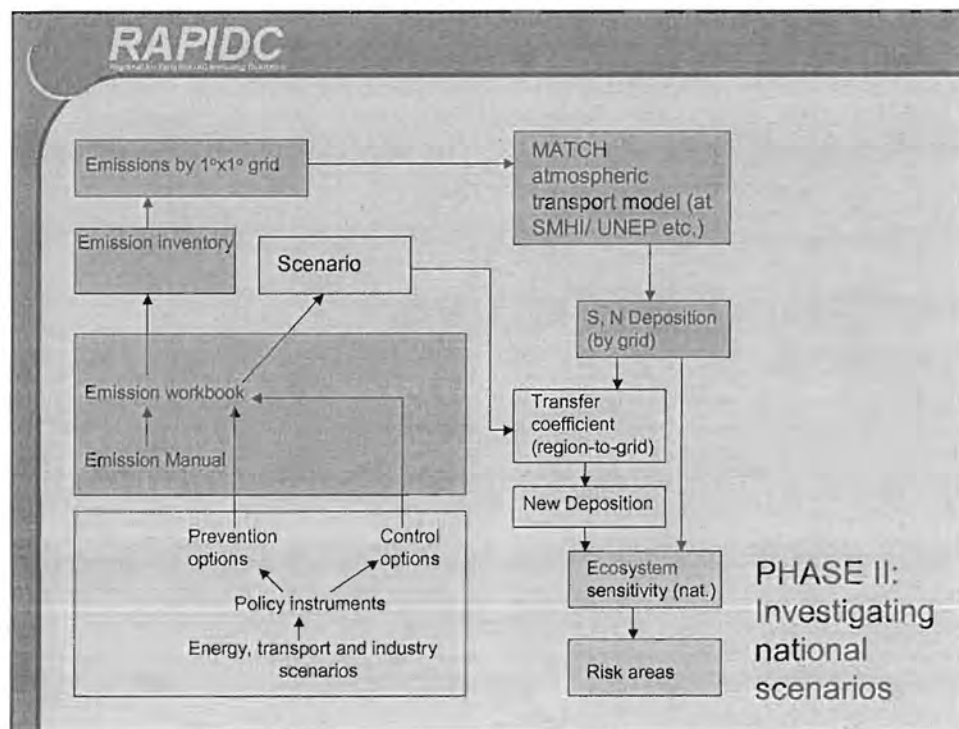 RAPIDC
Emissions by 1°x1° grid
MATCH
atmospheric
transport model (at
SMHI/ UNEP etc.)
Emission inventory
Scenario
S, N Deposition
(by grid)
Emission workbook
Transfer
coefficient
(region-to-grid)
Emission Manual
New Deposition
Prevention
options
Control
options
Ecosystem
sensitivity (nat.)
Policy instruments
Energy, transport and industry
scenarios
Risk areas
PHASE II:
Investigating
national
scenarios